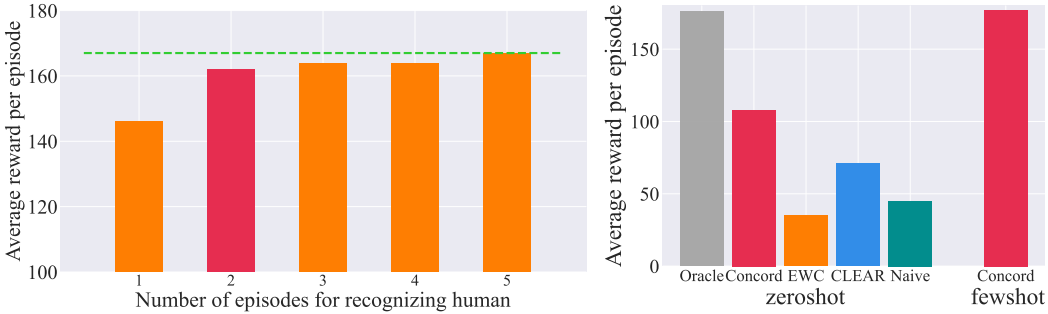 Average reward per episode
180
160
140
120
100
1 2 3 4 5
Number of episodes for recognizing human
Average reward per episode
150
100
50
0
Oracle Concord EWC CLEAR Naive Concord
zeroshot fewshot